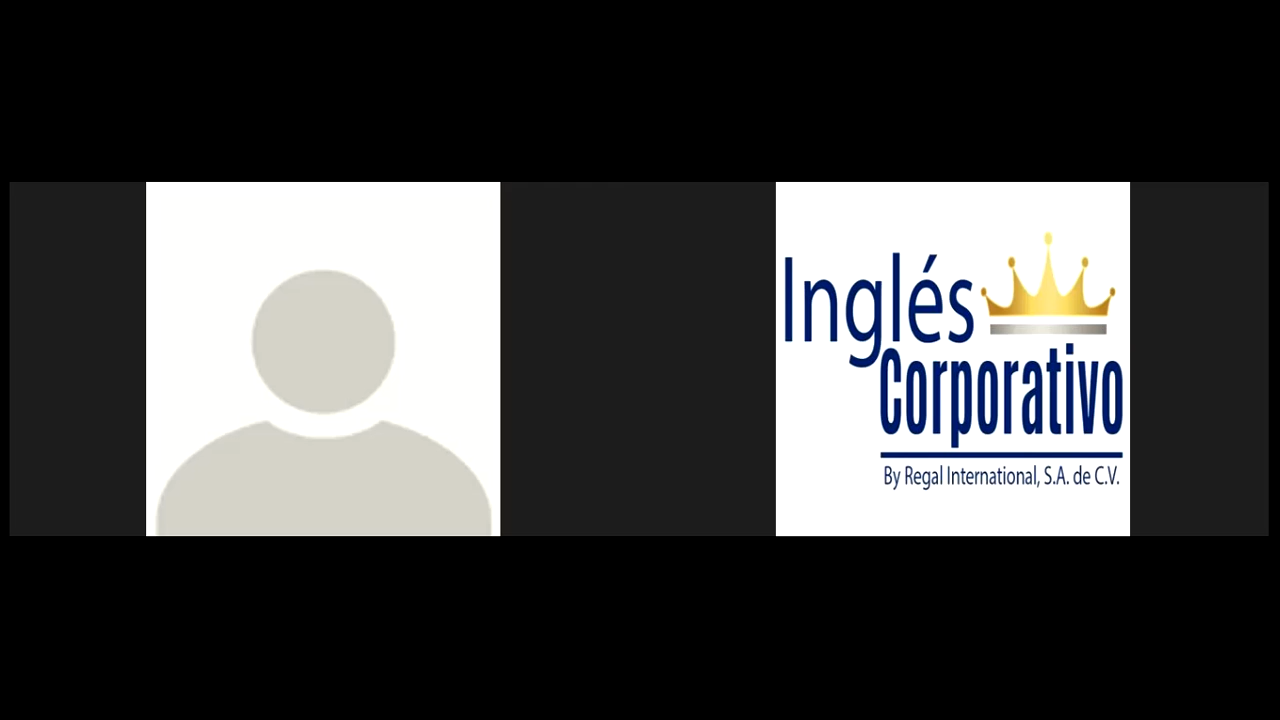 Inglés
Corporativo
By Regal International, S.A. de C.V.